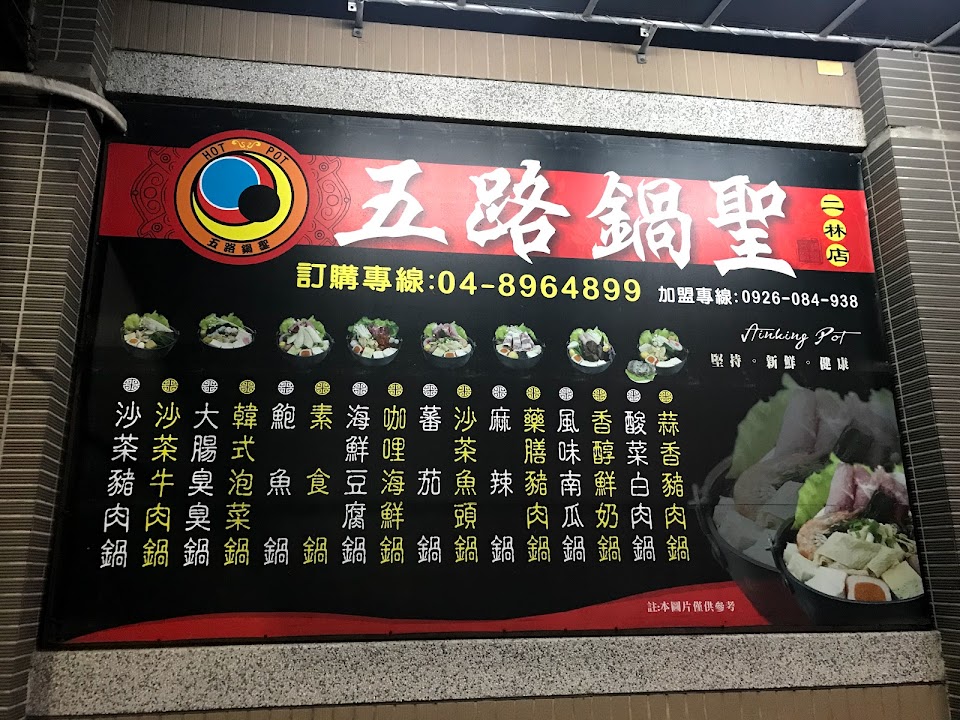 HOT POT
五路鍋聖
五路鍋聖
二林店
訂購專線:04-8964899
加盟專線:0926-084-938
堅持。新鮮。健康
沙茶豬肉鍋
沙茶牛肉鍋
大腸臭臭鍋
韓式泡菜鍋
鮑魚鍋
素食鍋
海鮮豆腐鍋
咖哩海鮮鍋
蕃茄鍋
沙茶魚頭鍋
麻辣鍋
藥膳豬肉鍋
風味南瓜鍋
香醇鮮奶鍋
酸菜白肉鍋
蒜香豬肉鍋
註:本圖片僅供參考